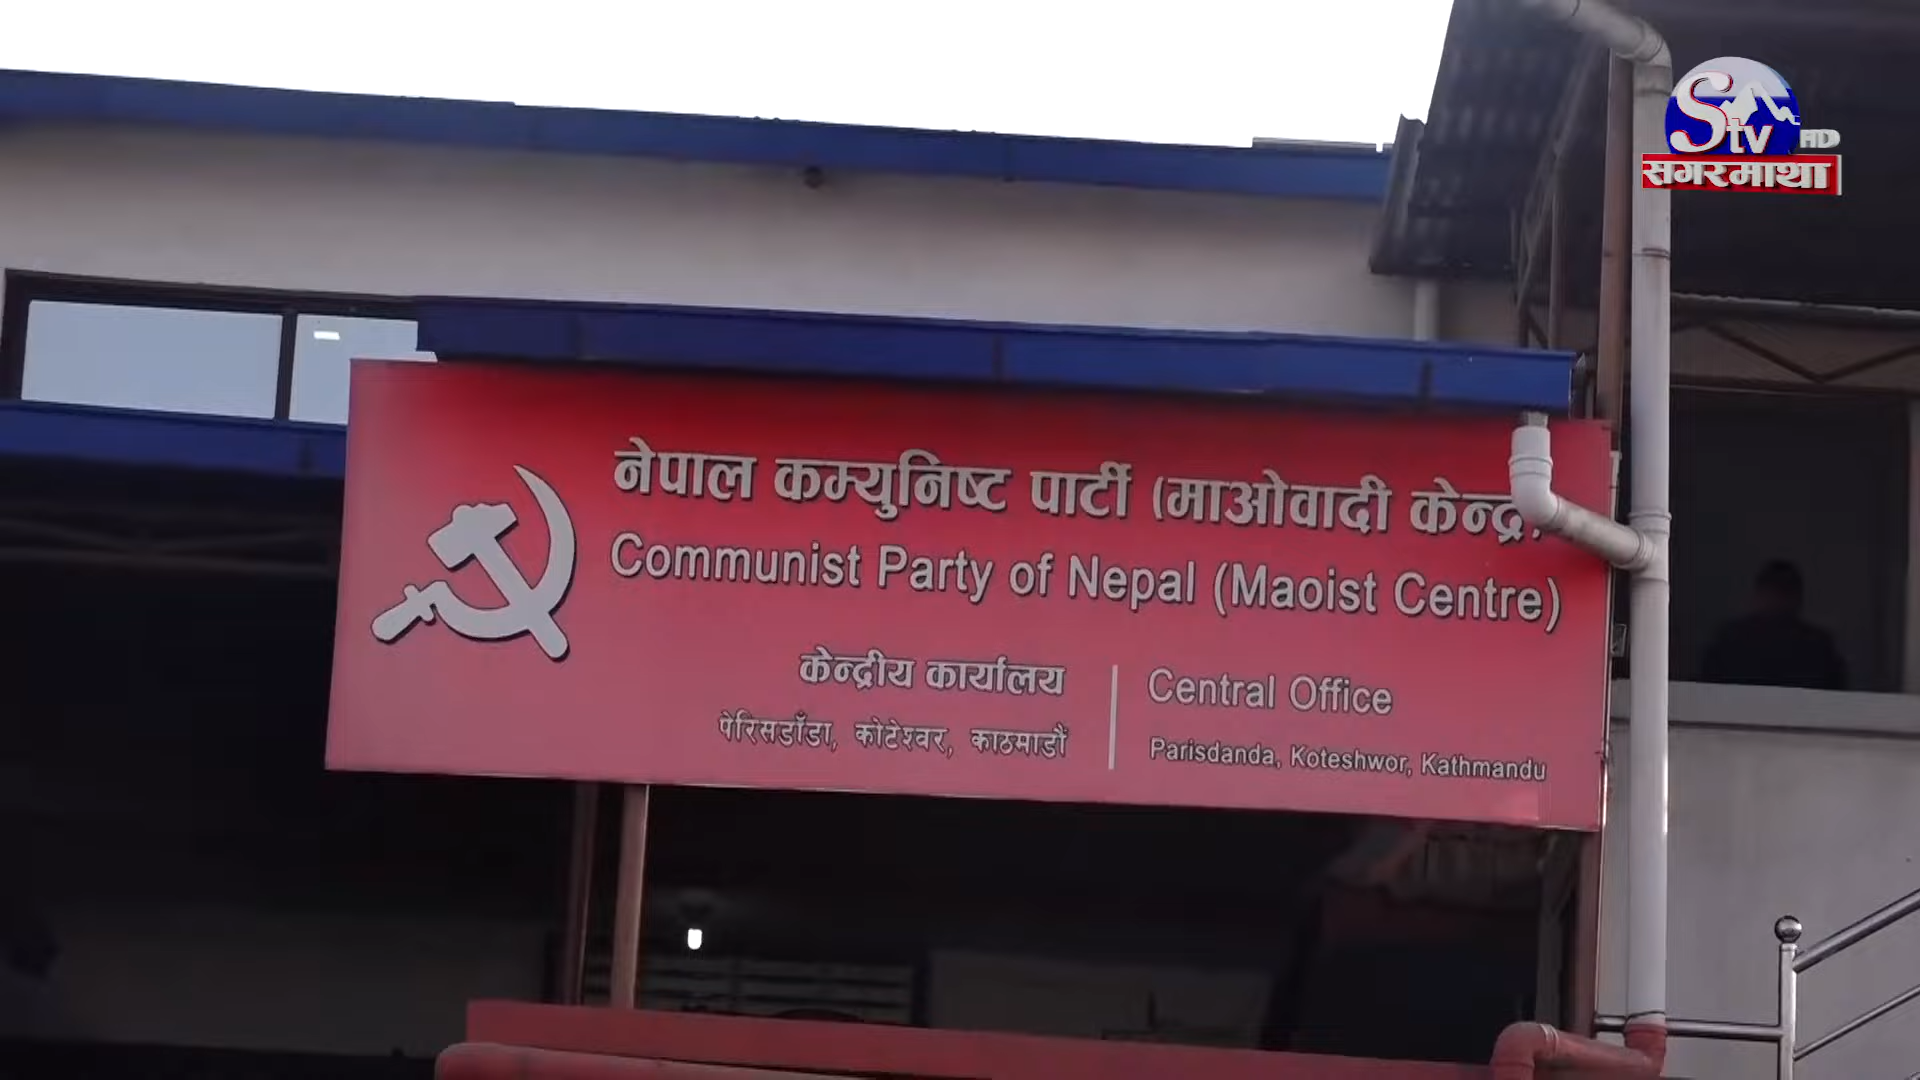 Stv HD
सगरमाथा
नेपाल कम्युनिष्ट पार्टी (माओवादी केन्द्र)
Communist Party of Nepal (Maoist Centre)
केन्द्रीय कार्यालय
पेरिसडाँडा, कोटेश्वर, काठमाडौं
Central Office
Parisdanda, Koteshwor, Kathmandu